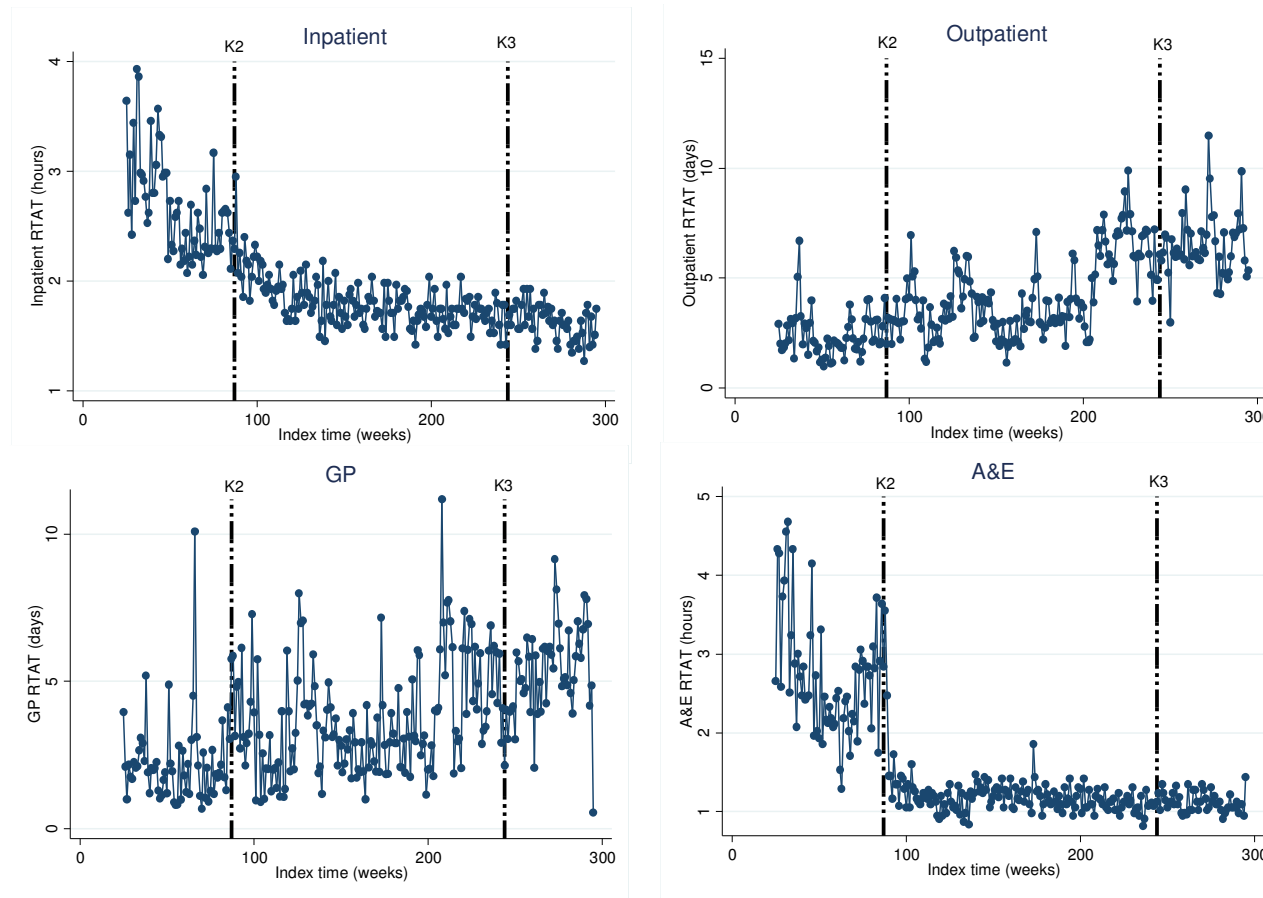 Inpatient
K2
K3
Inpatient RTAT (hours)
4
3
2
1
0
100
200
300
Index time (weeks)
Outpatient
K2
K3
Outpatient RTAT (days)
15
10
5
0
0
100
200
30
Index time (weeks)
GP
K2
K3
GP RTAT (days)
10
5
0
0
100
200
300
Index time (weeks)
A&E
K2
K3
A&E RTAT (hours)
5
4
3
2
1
0
100
200
300
Index time (weeks)